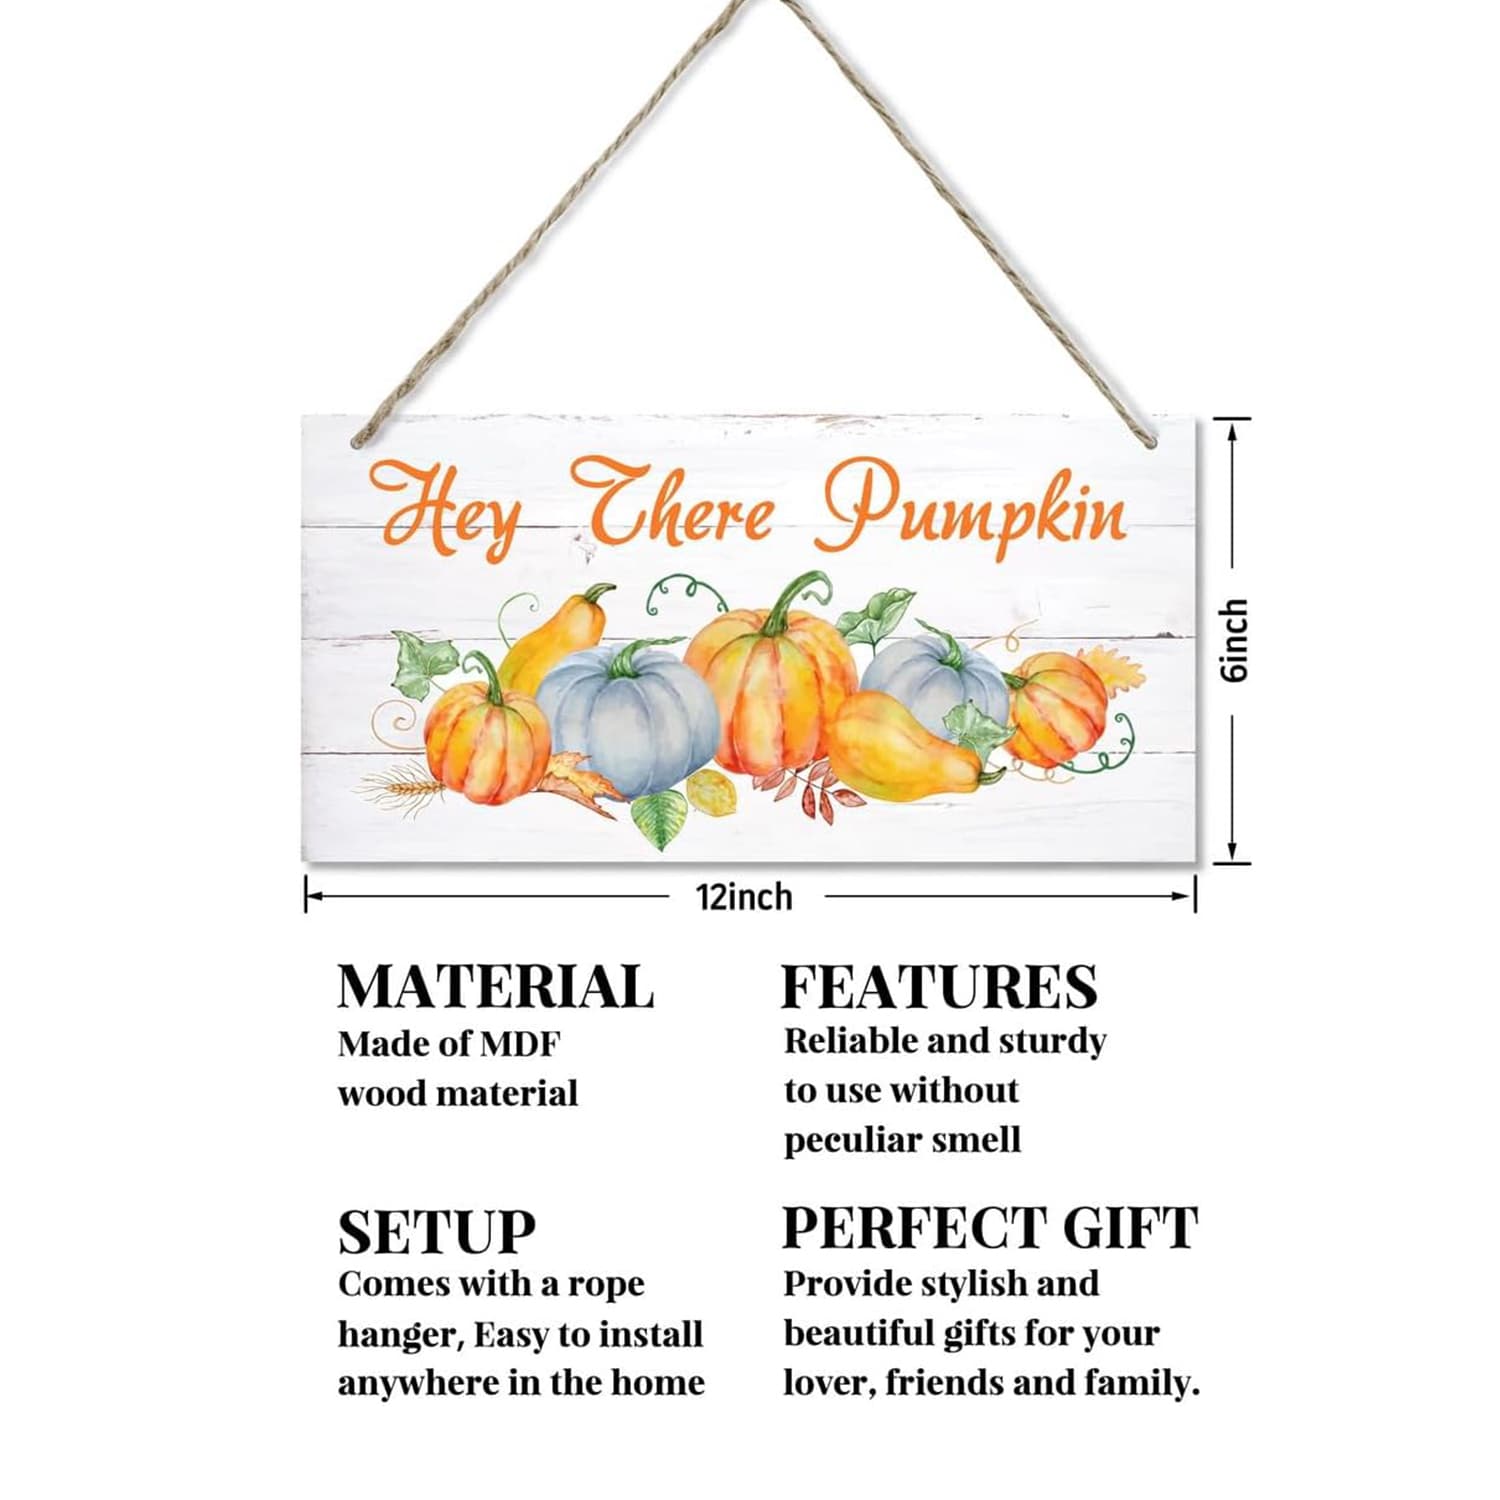 Hey There Pumpkin
6inch
12inch
MATERIAL
Made of MDF
wood material
FEATURES
Reliable and sturdy
to use without
peculiar smell
SETUP
Comes with a rope
hanger, Easy to install
anywhere in the home
PERFECT GIFT
Provide stylish and
beautiful gifts for your
lover, friends and family.